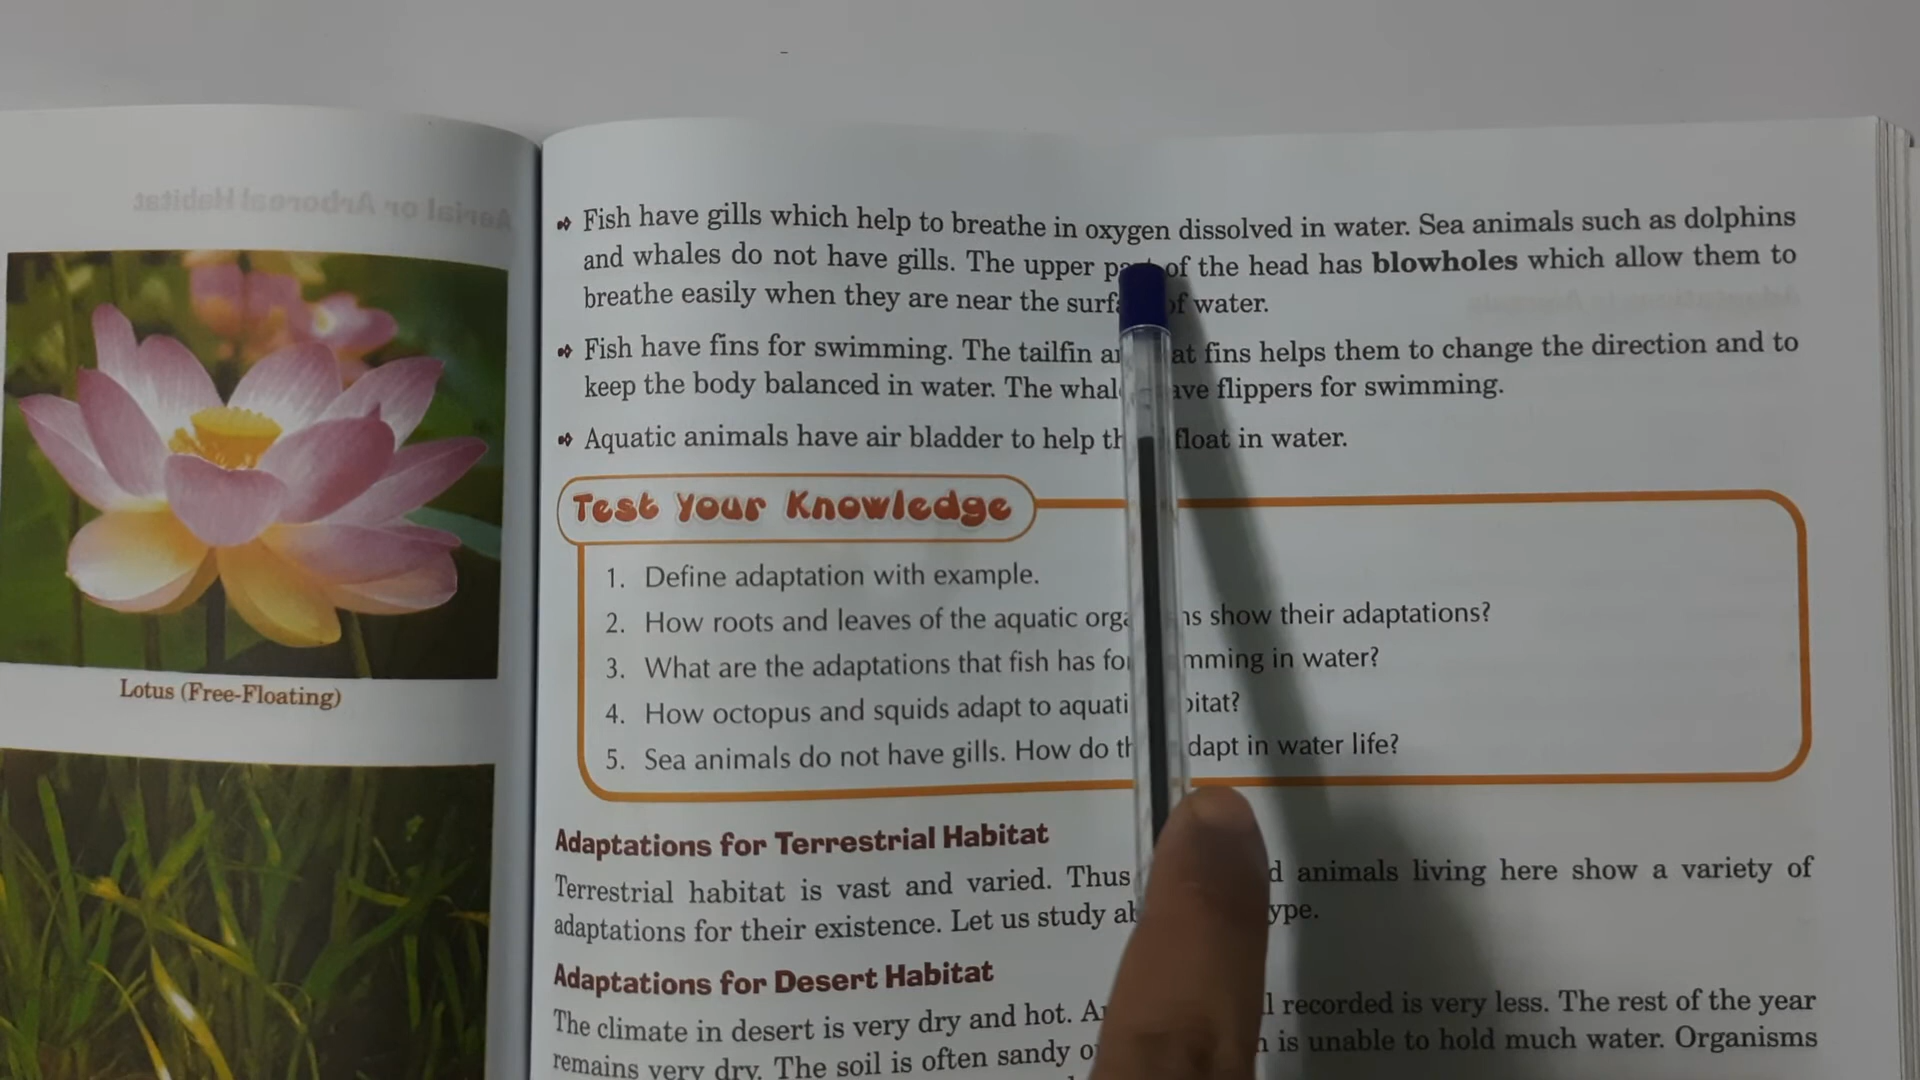 Fish have gills which help to breathe in oxygen dissolved in water. Sea animals such as dolphins
and whales do not have gills. The upper of the head has blowholes which allow them to
breathe easily when they are near the of water.
Fish have fins for swimming. The tailfin fins helps them to change the direction and to
keep the body balanced in water. The flippers for swimming.
Aquatic animals have air bladder to help float in water.
Test Your Knowledge
1. Define adaptation with example.
2. How roots and leaves of the aquatic show their adaptations?
3. What are the adaptations that fish has in water?
4. How octopus and squids adapt to
5. Sea animals do not have gills. How do in water life?
Adaptations for Terrestrial Habitat
Terrestrial habitat is vast and varied. Thus animals living here show a variety of
adaptations for their existence. Let us study
Adaptations for Desert Habitat
The climate in desert is very dry and hot. recorded is very less. The rest of the year
remains very dry. The soil is often sandy is unable to hold much water. Organisms
Aerial or Arboreal Habitat
Lotus (Free-Floating)